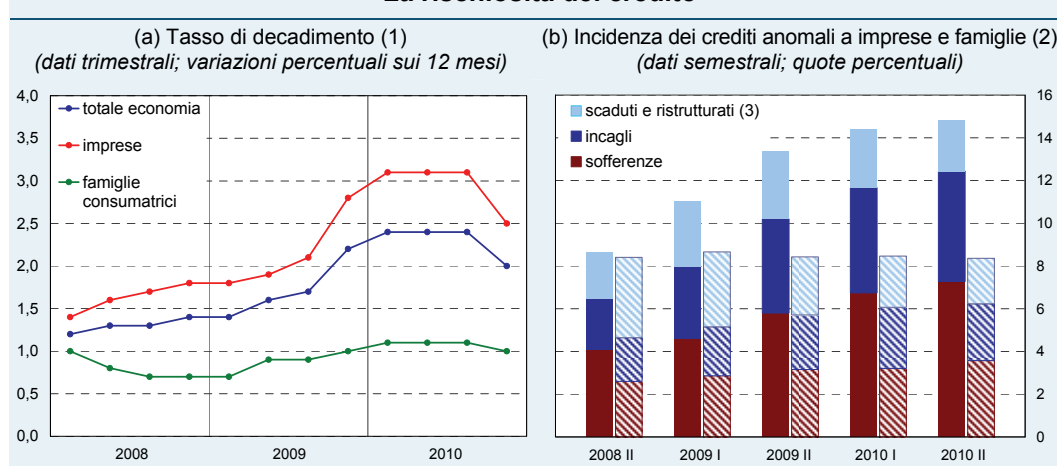 La rischiosità del credito
(a) Tasso di decadimento (1)
(dati trimestrali; variazioni percentuali sui 12 mesi)
4,0
3,5
3,0
2,5
2,0
1,5
1,0
0,5
0,0
totale economia
imprese
famiglie
consumatrici
2008
2009
2010
(b) Incidenza dei crediti anomali a imprese e famiglie (2)
(dati semestrali; quote percentuali)
scaduti e ristrutturati (3)
incagli
sofferenze
16
14
12
10
8
6
4
2
0
2008 II
2009 I
2009 II
2010 I
2010 II